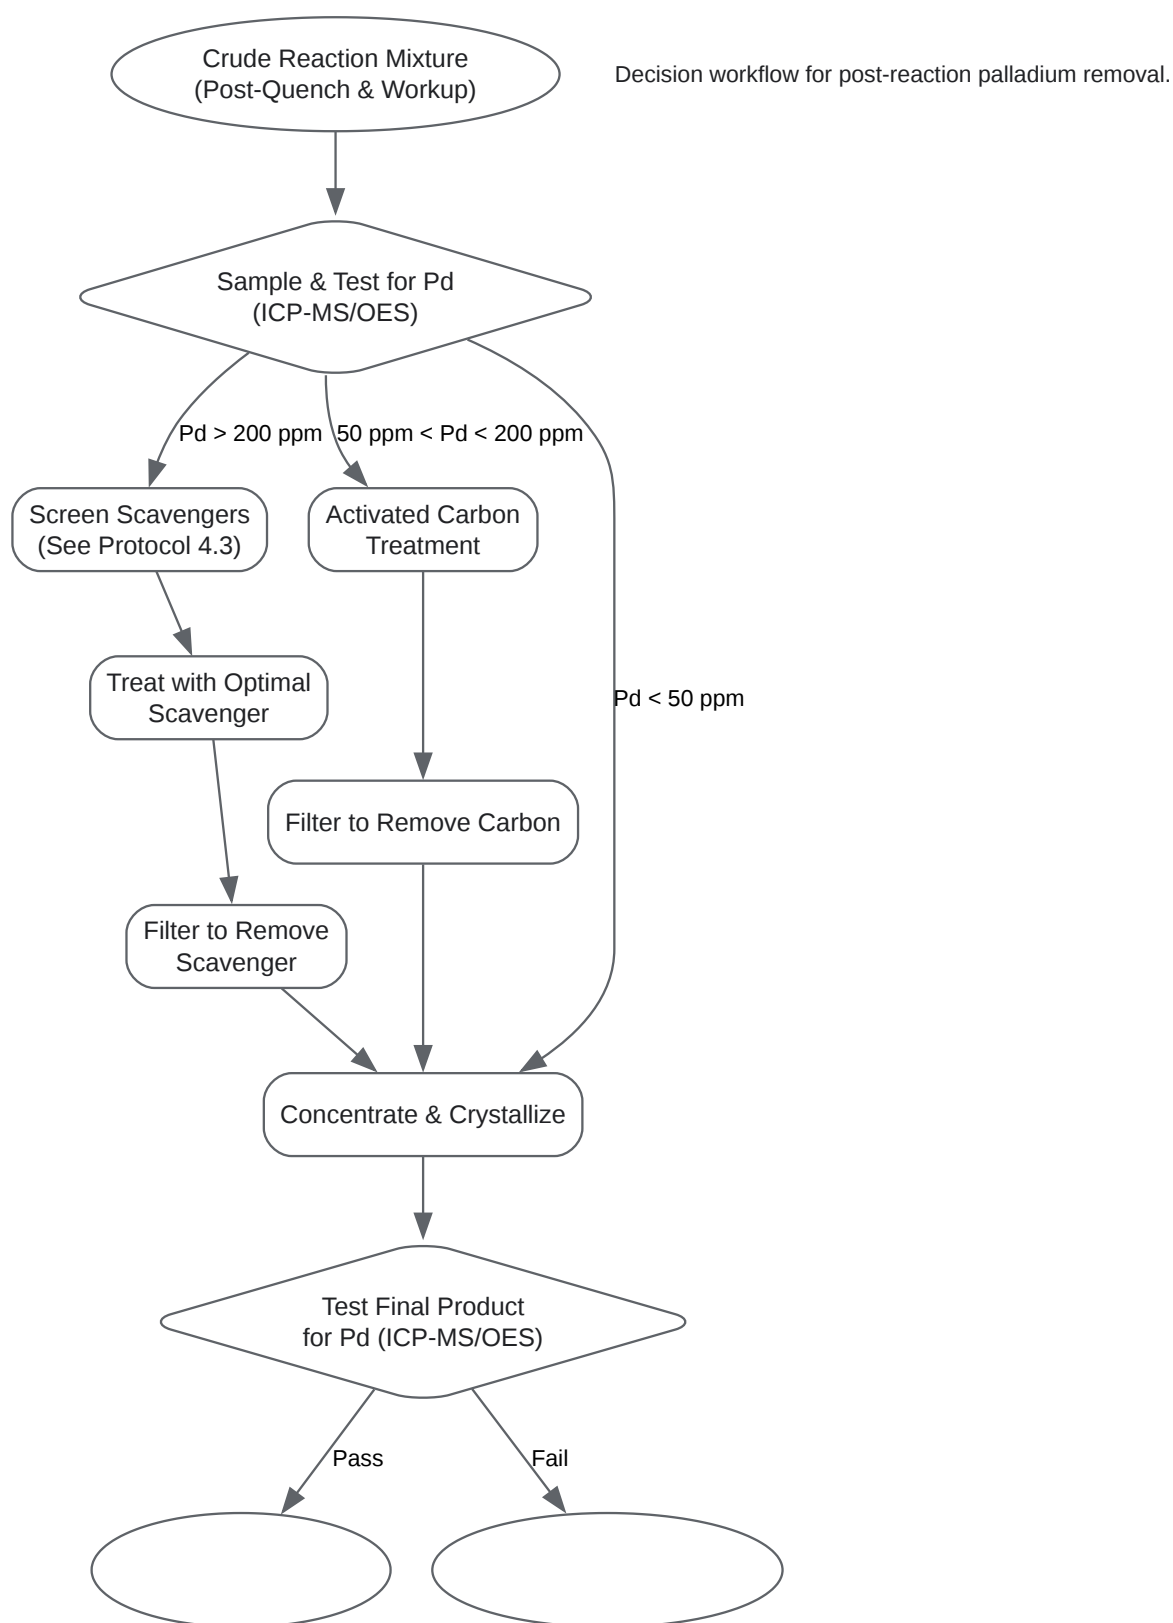 Crude Reaction Mixture
(Post-Quench & Workup)
Decision workflow for post-reaction palladium removal.
Sample & Test for Pd
(ICP-MS/OES)
Pd > 200 ppm
50 ppm < Pd < 200 ppm
Screen Scavengers
(See Protocol 4.3)
Activated Carbon
Treatment
Treat with Optimal
Scavenger
Pd < 50 ppm
Filter to Remove Carbon
Filter to Remove
Scavenger
Concentrate & Crystallize
Test Final Product
for Pd (ICP-MS/OES)
Pass
Fail